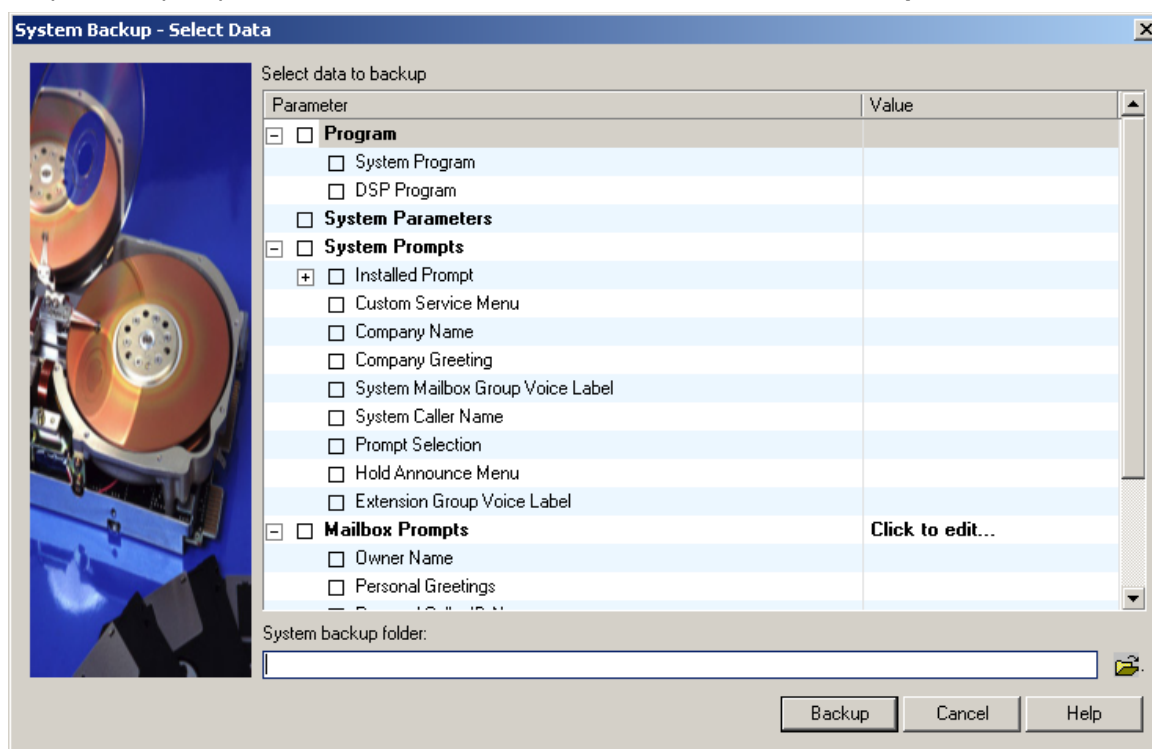 System Backup - Select Data
Select data to backup
Parameter Value
Program
System Program
DSP Program
System Parameters
System Prompts
Installed Prompt
Custom Service Menu
Company Name
Company Greeting
System Mailbox Group Voice Label
System Caller Name
Prompt Selection
Hold Announce Menu
Extension Group Voice Label
Mailbox Prompts Click to edit...
Owner Name
Personal Greetings
System backup folder:
Backup Cancel Help